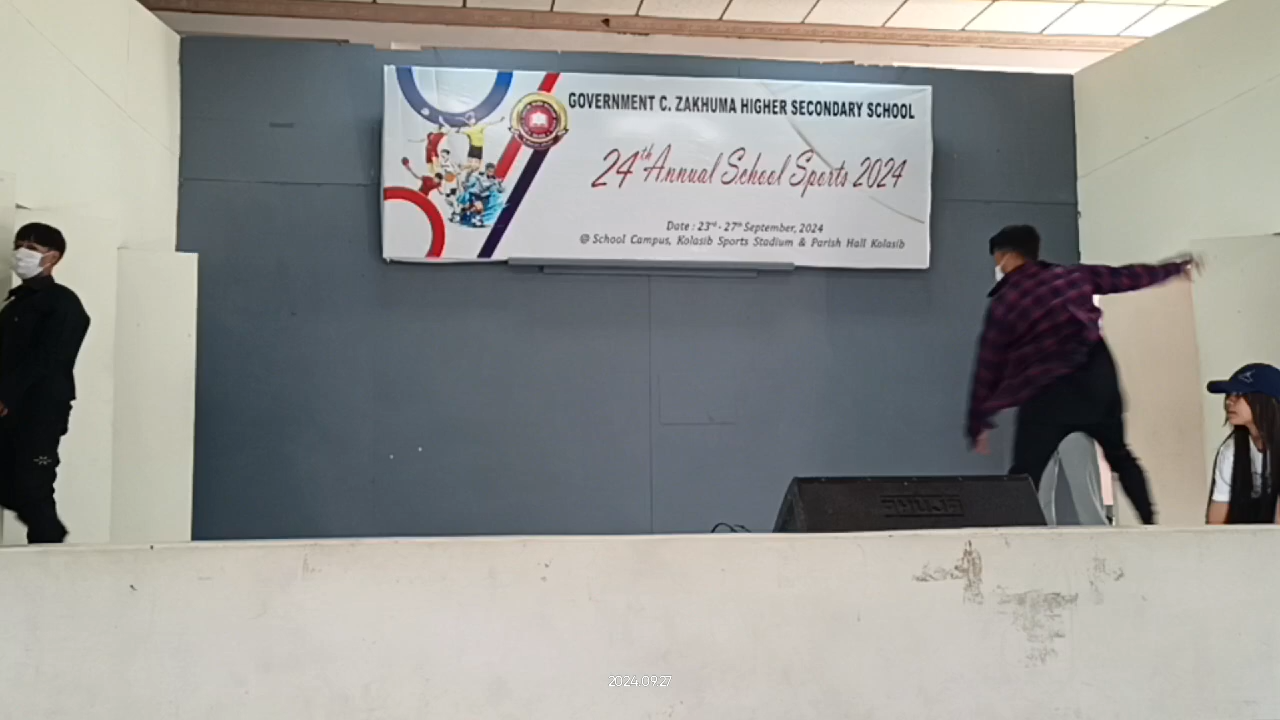 GOVERNMENT C. ZAKHUMA HIGHER SECONDARY SCHOOL
24th Annual School Sports 2024
Date : 23rd - 27th September, 2024
@ School Campus, Kolasib Sports Stadium & Parish Hall Kolasib
2024.09.27